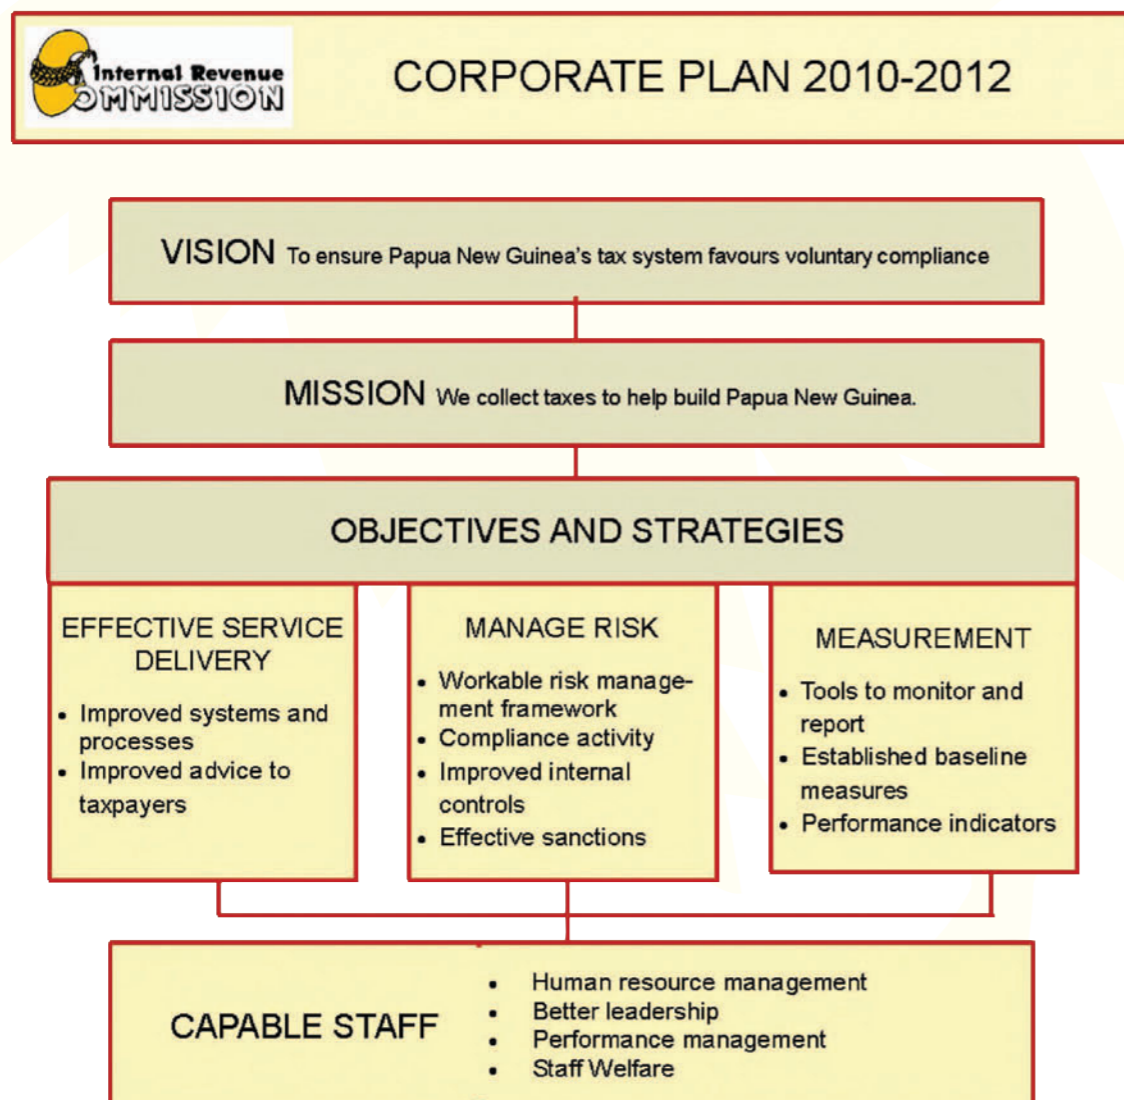 Internal Revenue
COMMISSION
CORPORATE PLAN 2010-2012
VISION To ensure Papua New Guinea's tax system favours voluntary compliance
MISSION We collect taxes to help build Papua New Guinea.
OBJECTIVES AND STRATEGIES
EFFECTIVE SERVICE
DELIVERY
• Improved systems and
processes
• Improved advice to
taxpayers
MANAGE RISK
• Workable risk manage-
ment framework
• Compliance activity
• Improved internal
controls
• Effective sanctions
MEASUREMENT
• Tools to monitor and
report
• Established baseline
measures
• Performance indicators
CAPABLE STAFF
• Human resource management
• Better leadership
• Performance management
• Staff Welfare